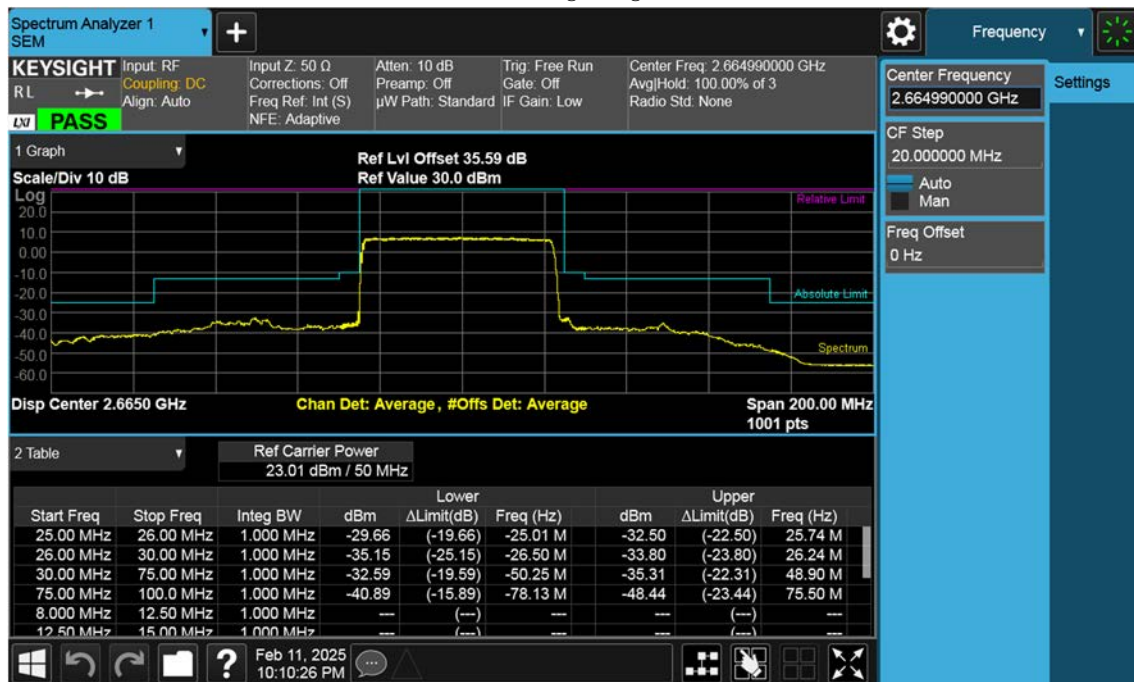 Spectrum Analyzer 1
SEM
Frequency
KEYSIGHT
RL
LXI PASS
Input: RF
Coupling: DC
Align: Auto
Input Z: 50 Ω
Corrections: Off
Freq Ref: Int (S)
NFE: Adaptive
Atten: 10 dB
Preamp: Off
µW Path: Standard
Trig: Free Run
Gate: Off
IF Gain: Low
Center Freq: 2.664990000 GHz
Avg|Hold: 100.00% of 3
Radio Std: None
Center Frequency
2.664990000 GHz
Settings
CF Step
20.000000 MHz
Auto
Man
Freq Offset
0 Hz
1 Graph
Scale/Div 10 dB
Ref Lvl Offset 35.59 dB
Ref Value 30.0 dBm
Log
Relative Limit
20.0
10.0
0.00
-10.0
-20.0
Absolute Limit
-30.0
-40.0
-50.0
Spectrum
-60.0
Disp Center 2.6650 GHz
Chan Det: Average, #Offs Det: Average
Span 200.00 MHz
1001 pts
2 Table
Ref Carrier Power
23.01 dBm / 50 MHz
Lower Upper
Start Freq Stop Freq Integ BW dBm ΔLimit(dB) Freq (Hz) dBm ΔLimit(dB) Freq (Hz)
25.00 MHz 26.00 MHz 1.000 MHz -29.66 (-19.66) -25.01 M -32.50 (-22.50) 25.74 M
26.00 MHz 30.00 MHz 1.000 MHz -35.15 (-25.15) -26.50 M -33.80 (-23.80) 26.24 M
30.00 MHz 75.00 MHz 1.000 MHz -32.59 (-19.59) -50.25 M -35.31 (-22.31) 48.90 M
75.00 MHz 100.0 MHz 1.000 MHz -40.89 (-15.89) -78.13 M -48.44 (-23.44) 75.50 M
8.000 MHz 12.50 MHz 1.000 MHz --- (---) --- --- (---) ---
12.50 MHz 15.00 MHz 1.000 MHz --- (---) --- --- (---) ---
Feb 11, 2025
10:10:26 PM